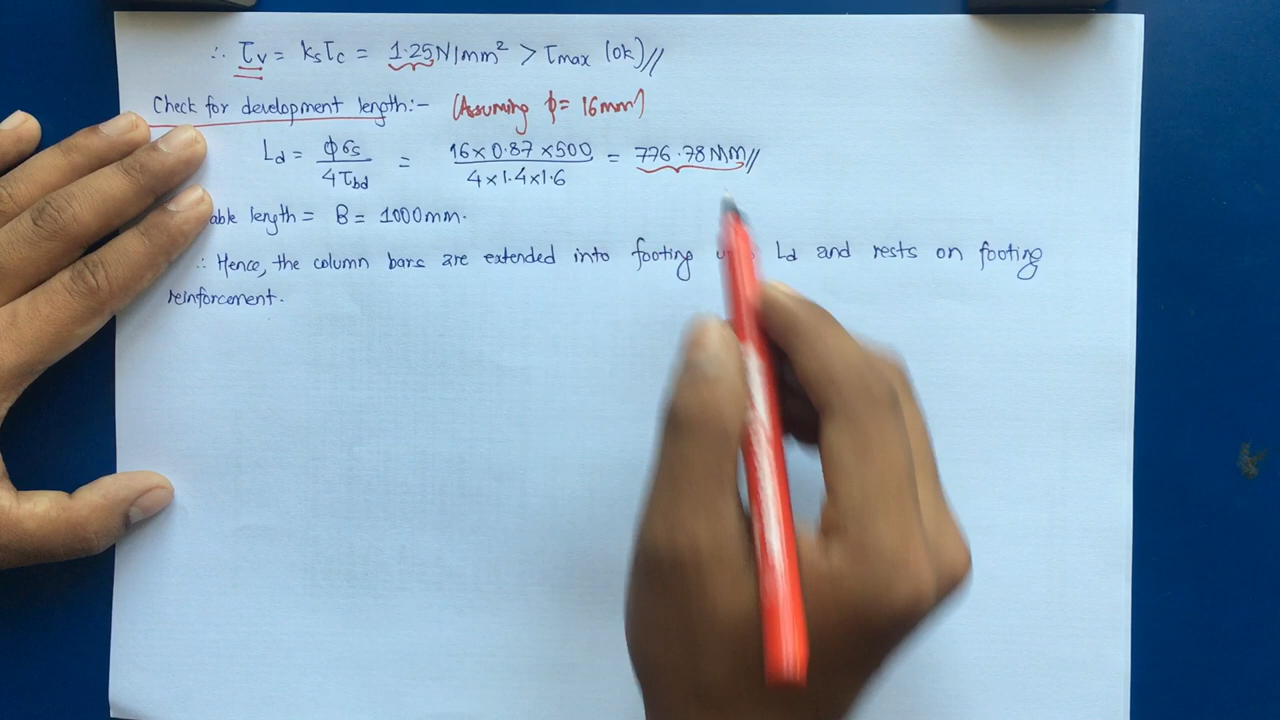 ∴ τv = ksτc = 1.25N/mm² > τmax (ok)//
Check for development length:- (Assuming ϕ= 16mm)
Ld = ϕσs / 4τbd = 16×0.87×500 / 4×1.4×1.6 = 776.78MM//
able length = B = 1000mm.
∴ Hence, the column bars are extended into footing Ld and rests on footing
reinforcement.